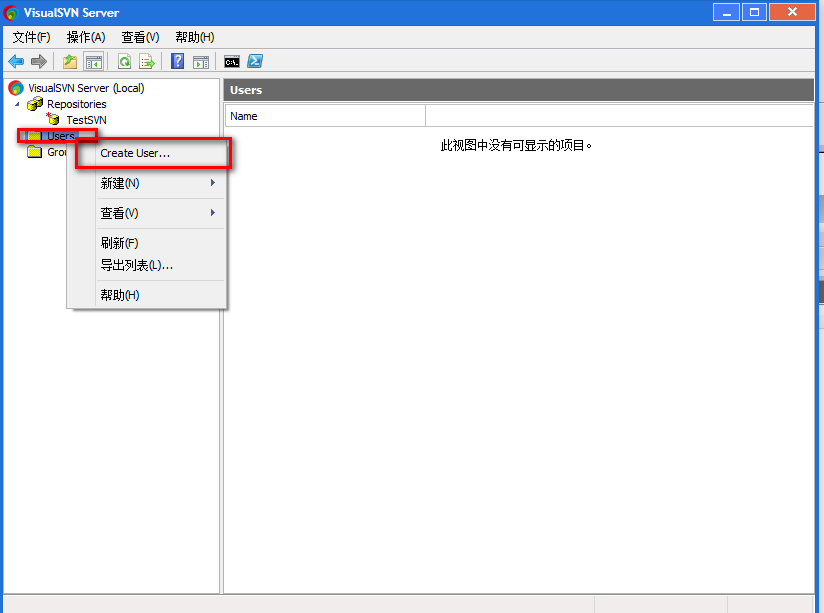 VisualSVN Server
文件(F) 操作(A) 查看(V) 帮助(H)
VisualSVN Server (Local)
Repositories
TestSVN
Users
Create User...
新建(N)
查看(V)
刷新(F)
导出列表(L)...
帮助(H)
Users
Name
此视图中没有可显示的项目。